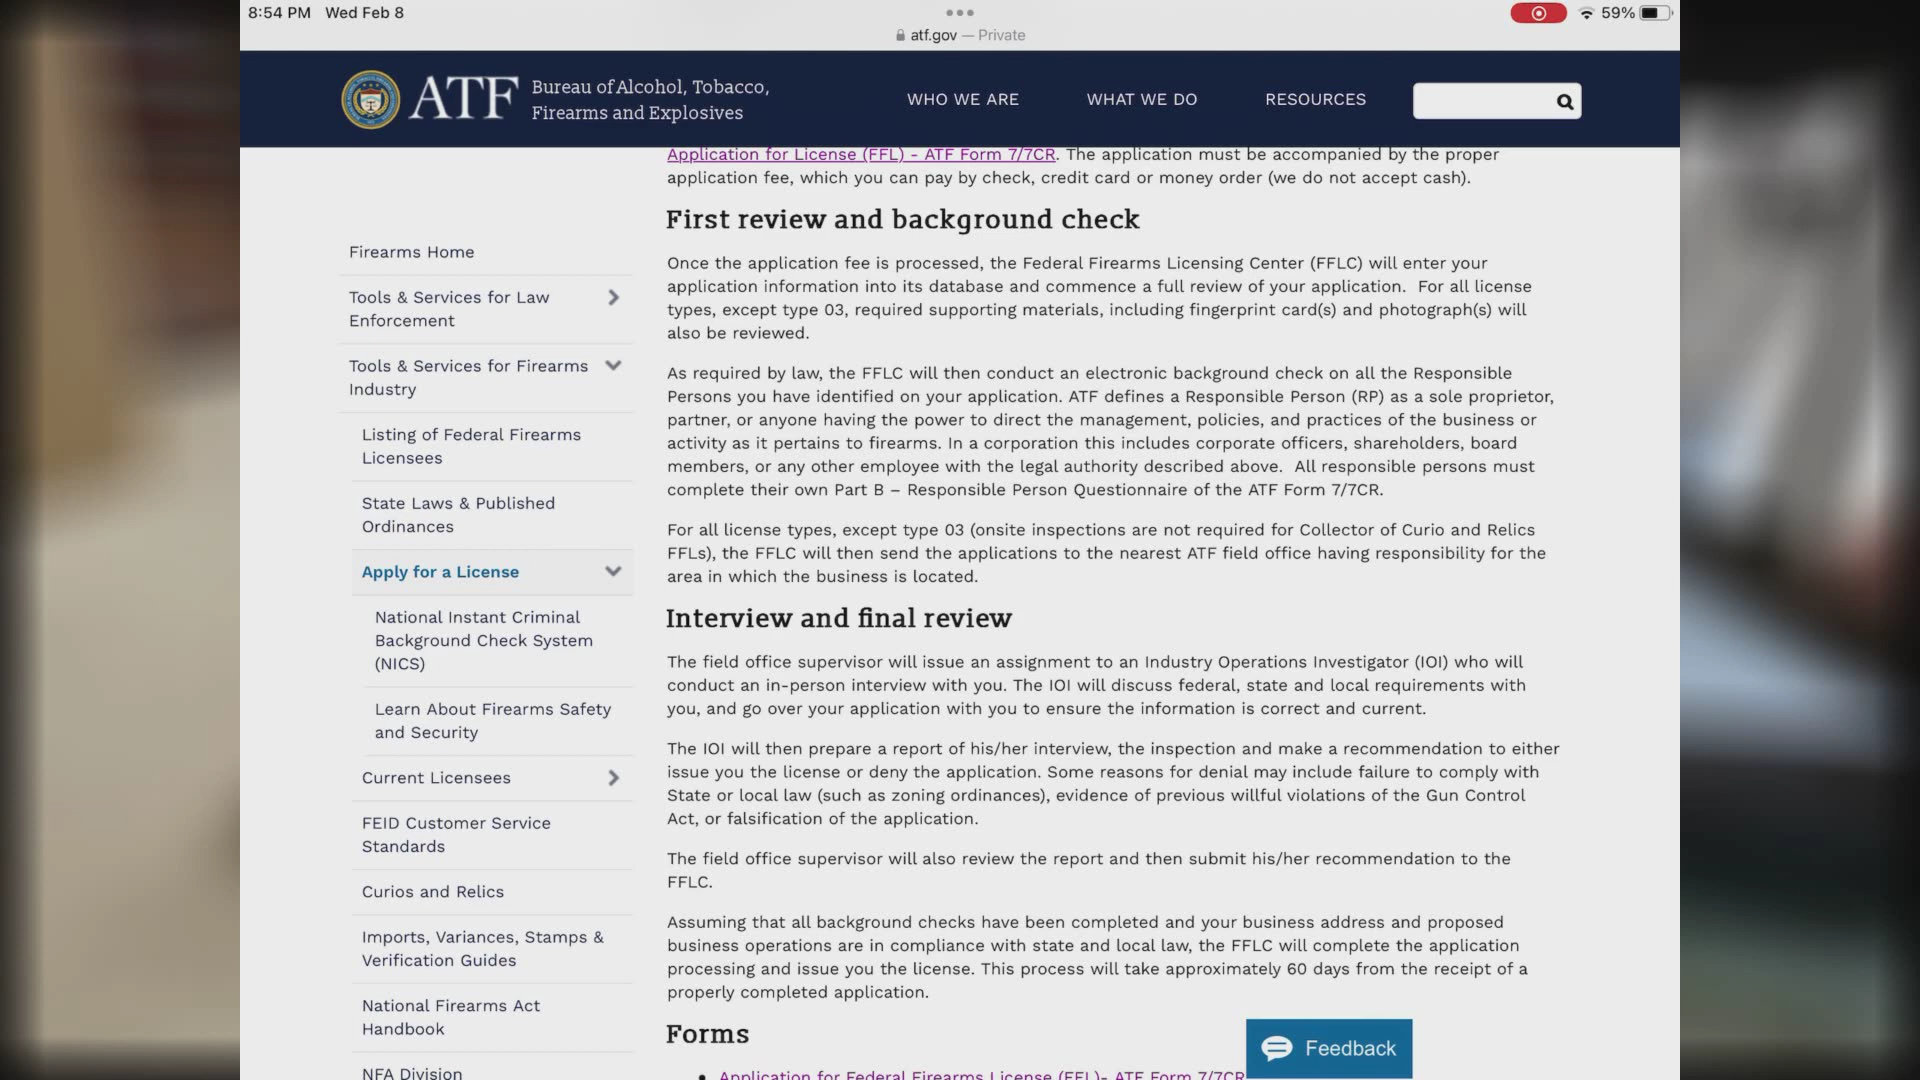 8:54 PM Wed Feb 8
59%
atf.gov — Private
ATF
Bureau of Alcohol, Tobacco,
Firearms and Explosives
WHO WE ARE
WHAT WE DO
RESOURCES
Firearms Home
Tools & Services for Law
Enforcement
Tools & Services for Firearms
Industry
Listing of Federal Firearms
Licensees
State Laws & Published
Ordinances
Apply for a License
National Instant Criminal
Background Check System
(NICS)
Learn About Firearms Safety
and Security
Current Licensees
FEID Customer Service
Standards
Curios and Relics
Imports, Variances, Stamps &
Verification Guides
National Firearms Act
Handbook
NFA Division
Application for License (FFL) - ATF Form 7/7CR. The application must be accompanied by the proper
application fee, which you can pay by check, credit card or money order (we do not accept cash).
First review and background check
Once the application fee is processed, the Federal Firearms Licensing Center (FFLC) will enter your
application information into its database and commence a full review of your application. For all license
types, except type 03, required supporting materials, including fingerprint card(s) and photograph(s) will
also be reviewed.
As required by law, the FFLC will then conduct an electronic background check on all the Responsible
Persons you have identified on your application. ATF defines a Responsible Person (RP) as a sole proprietor,
partner, or anyone having the power to direct the management, policies, and practices of the business or
activity as it pertains to firearms. In a corporation this includes corporate officers, shareholders, board
members, or any other employee with the legal authority described above. All responsible persons must
complete their own Part B – Responsible Person Questionnaire of the ATF Form 7/7CR.
For all license types, except type 03 (onsite inspections are not required for Collector of Curio and Relics
FFLs), the FFLC will then send the applications to the nearest ATF field office having responsibility for the
area in which the business is located.
Interview and final review
The field office supervisor will issue an assignment to an Industry Operations Investigator (IOI) who will
conduct an in-person interview with you. The IOI will discuss federal, state and local requirements with
you, and go over your application with you to ensure the information is correct and current.
The IOI will then prepare a report of his/her interview, the inspection and make a recommendation to either
issue you the license or deny the application. Some reasons for denial may include failure to comply with
State or local law (such as zoning ordinances), evidence of previous willful violations of the Gun Control
Act, or falsification of the application.
The field office supervisor will also review the report and then submit his/her recommendation to the
FFLC.
Assuming that all background checks have been completed and your business address and proposed
business operations are in compliance with state and local law, the FFLC will complete the application
processing and issue you the license. This process will take approximately 60 days from the receipt of a
properly completed application.
Forms
• Application for Federal Firearms License (FFL)- ATF Form 7/7CR
Feedback